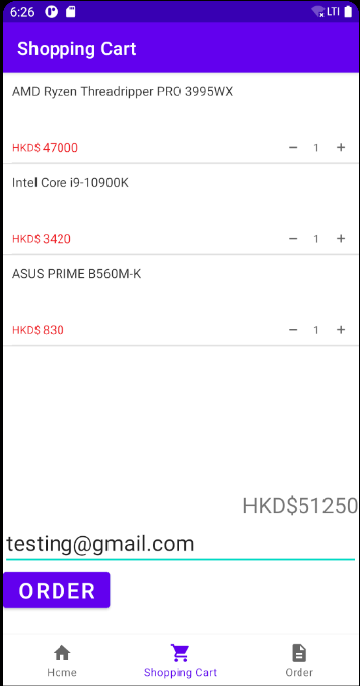 6:26 LTE
Shopping Cart
AMD Ryzen Threadripper PRO 3995WX
HKD$ 47000 − 1 +
Intel Core i9-10900K
HKD$ 3420 − 1 +
ASUS PRIME B560M-K
HKD$ 830 − 1 +
HKD$51250
testing@gmail.com
ORDER
Home Shopping Cart Order